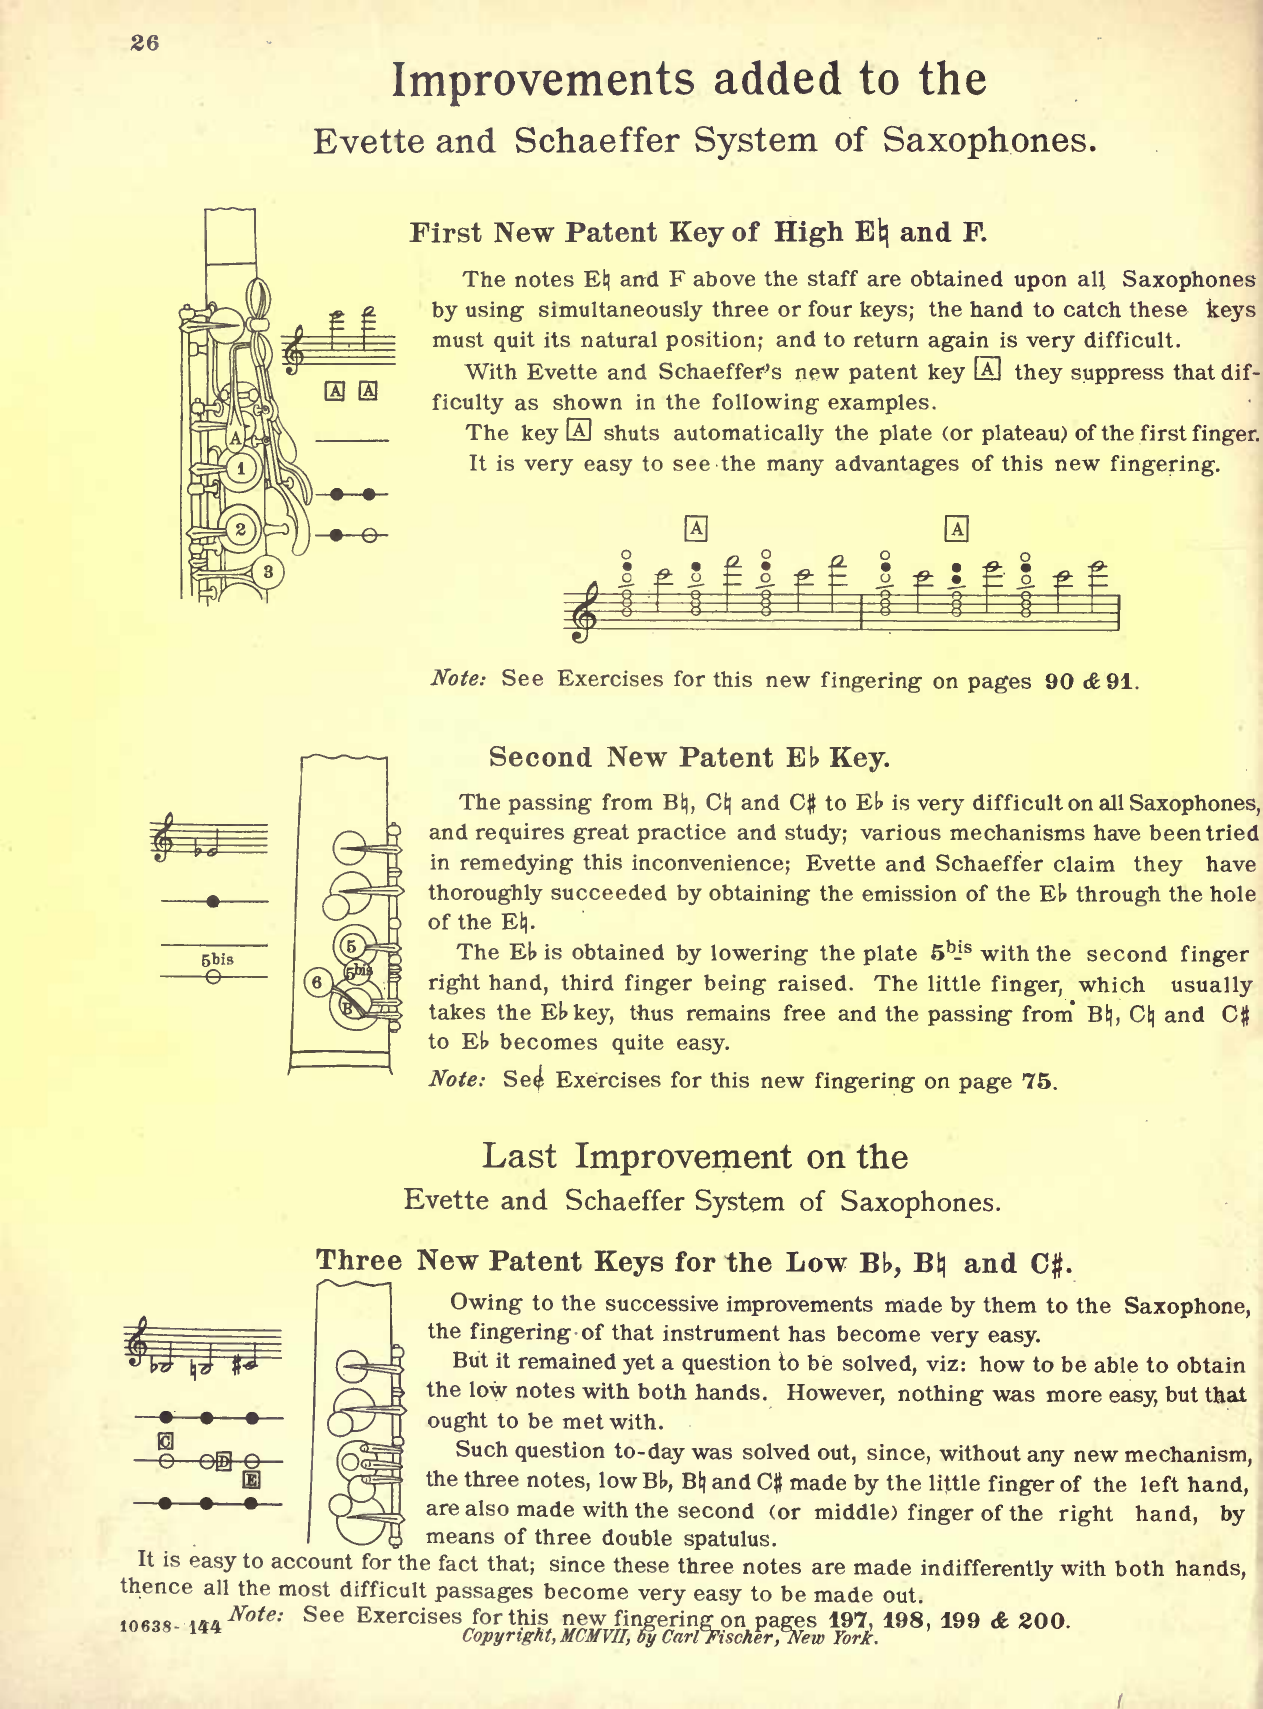 26
Improvements added to the
Evette and Schaeffer System of Saxophones.
First New Patent Key of High E♮ and F.
The notes E♮ and F above the staff are obtained upon all Saxophones
by using simultaneously three or four keys; the hand to catch these keys
must quit its natural position; and to return again is very difficult.
With Evette and Schaeffer's new patent key A they suppress that dif-
ficulty as shown in the following examples.
The key A shuts automatically the plate (or plateau) of the first finger.
It is very easy to see the many advantages of this new fingering.
A A
A
1
2
3
A A
Note: See Exercises for this new fingering on pages 90 & 91.
Second New Patent E♭ Key.
The passing from B♮, C♮ and C♯ to E♭ is very difficult on all Saxophones,
and requires great practice and study; various mechanisms have been tried
in remedying this inconvenience; Evette and Schaeffer claim they have
thoroughly succeeded by obtaining the emission of the E♭ through the hole
of the E♮.
The E♭ is obtained by lowering the plate 5bis with the second finger
right hand, third finger being raised. The little finger, which usually
takes the E♭ key, thus remains free and the passing from B♮, C♮ and C♯
to E♭ becomes quite easy.
Note: See Exercises for this new fingering on page 75.
5bis
5
5bis
6
B
Last Improvement on the
Evette and Schaeffer System of Saxophones.
Three New Patent Keys for the Low B♭, B♮ and C♯.
Owing to the successive improvements made by them to the Saxophone,
the fingering of that instrument has become very easy.
But it remained yet a question to be solved, viz: how to be able to obtain
the low notes with both hands. However, nothing was more easy, but that
ought to be met with.
Such question to-day was solved out, since, without any new mechanism,
the three notes, low B♭, B♮ and C♯ made by the little finger of the left hand,
are also made with the second (or middle) finger of the right hand, by
means of three double spatulus.
C
D
E
It is easy to account for the fact that; since these three notes are made indifferently with both hands,
thence all the most difficult passages become very easy to be made out.
Note: See Exercises for this new fingering on pages 197, 198, 199 & 200.
10638- 144
Copyright, MCMVII, by Carl Fischer, New York.